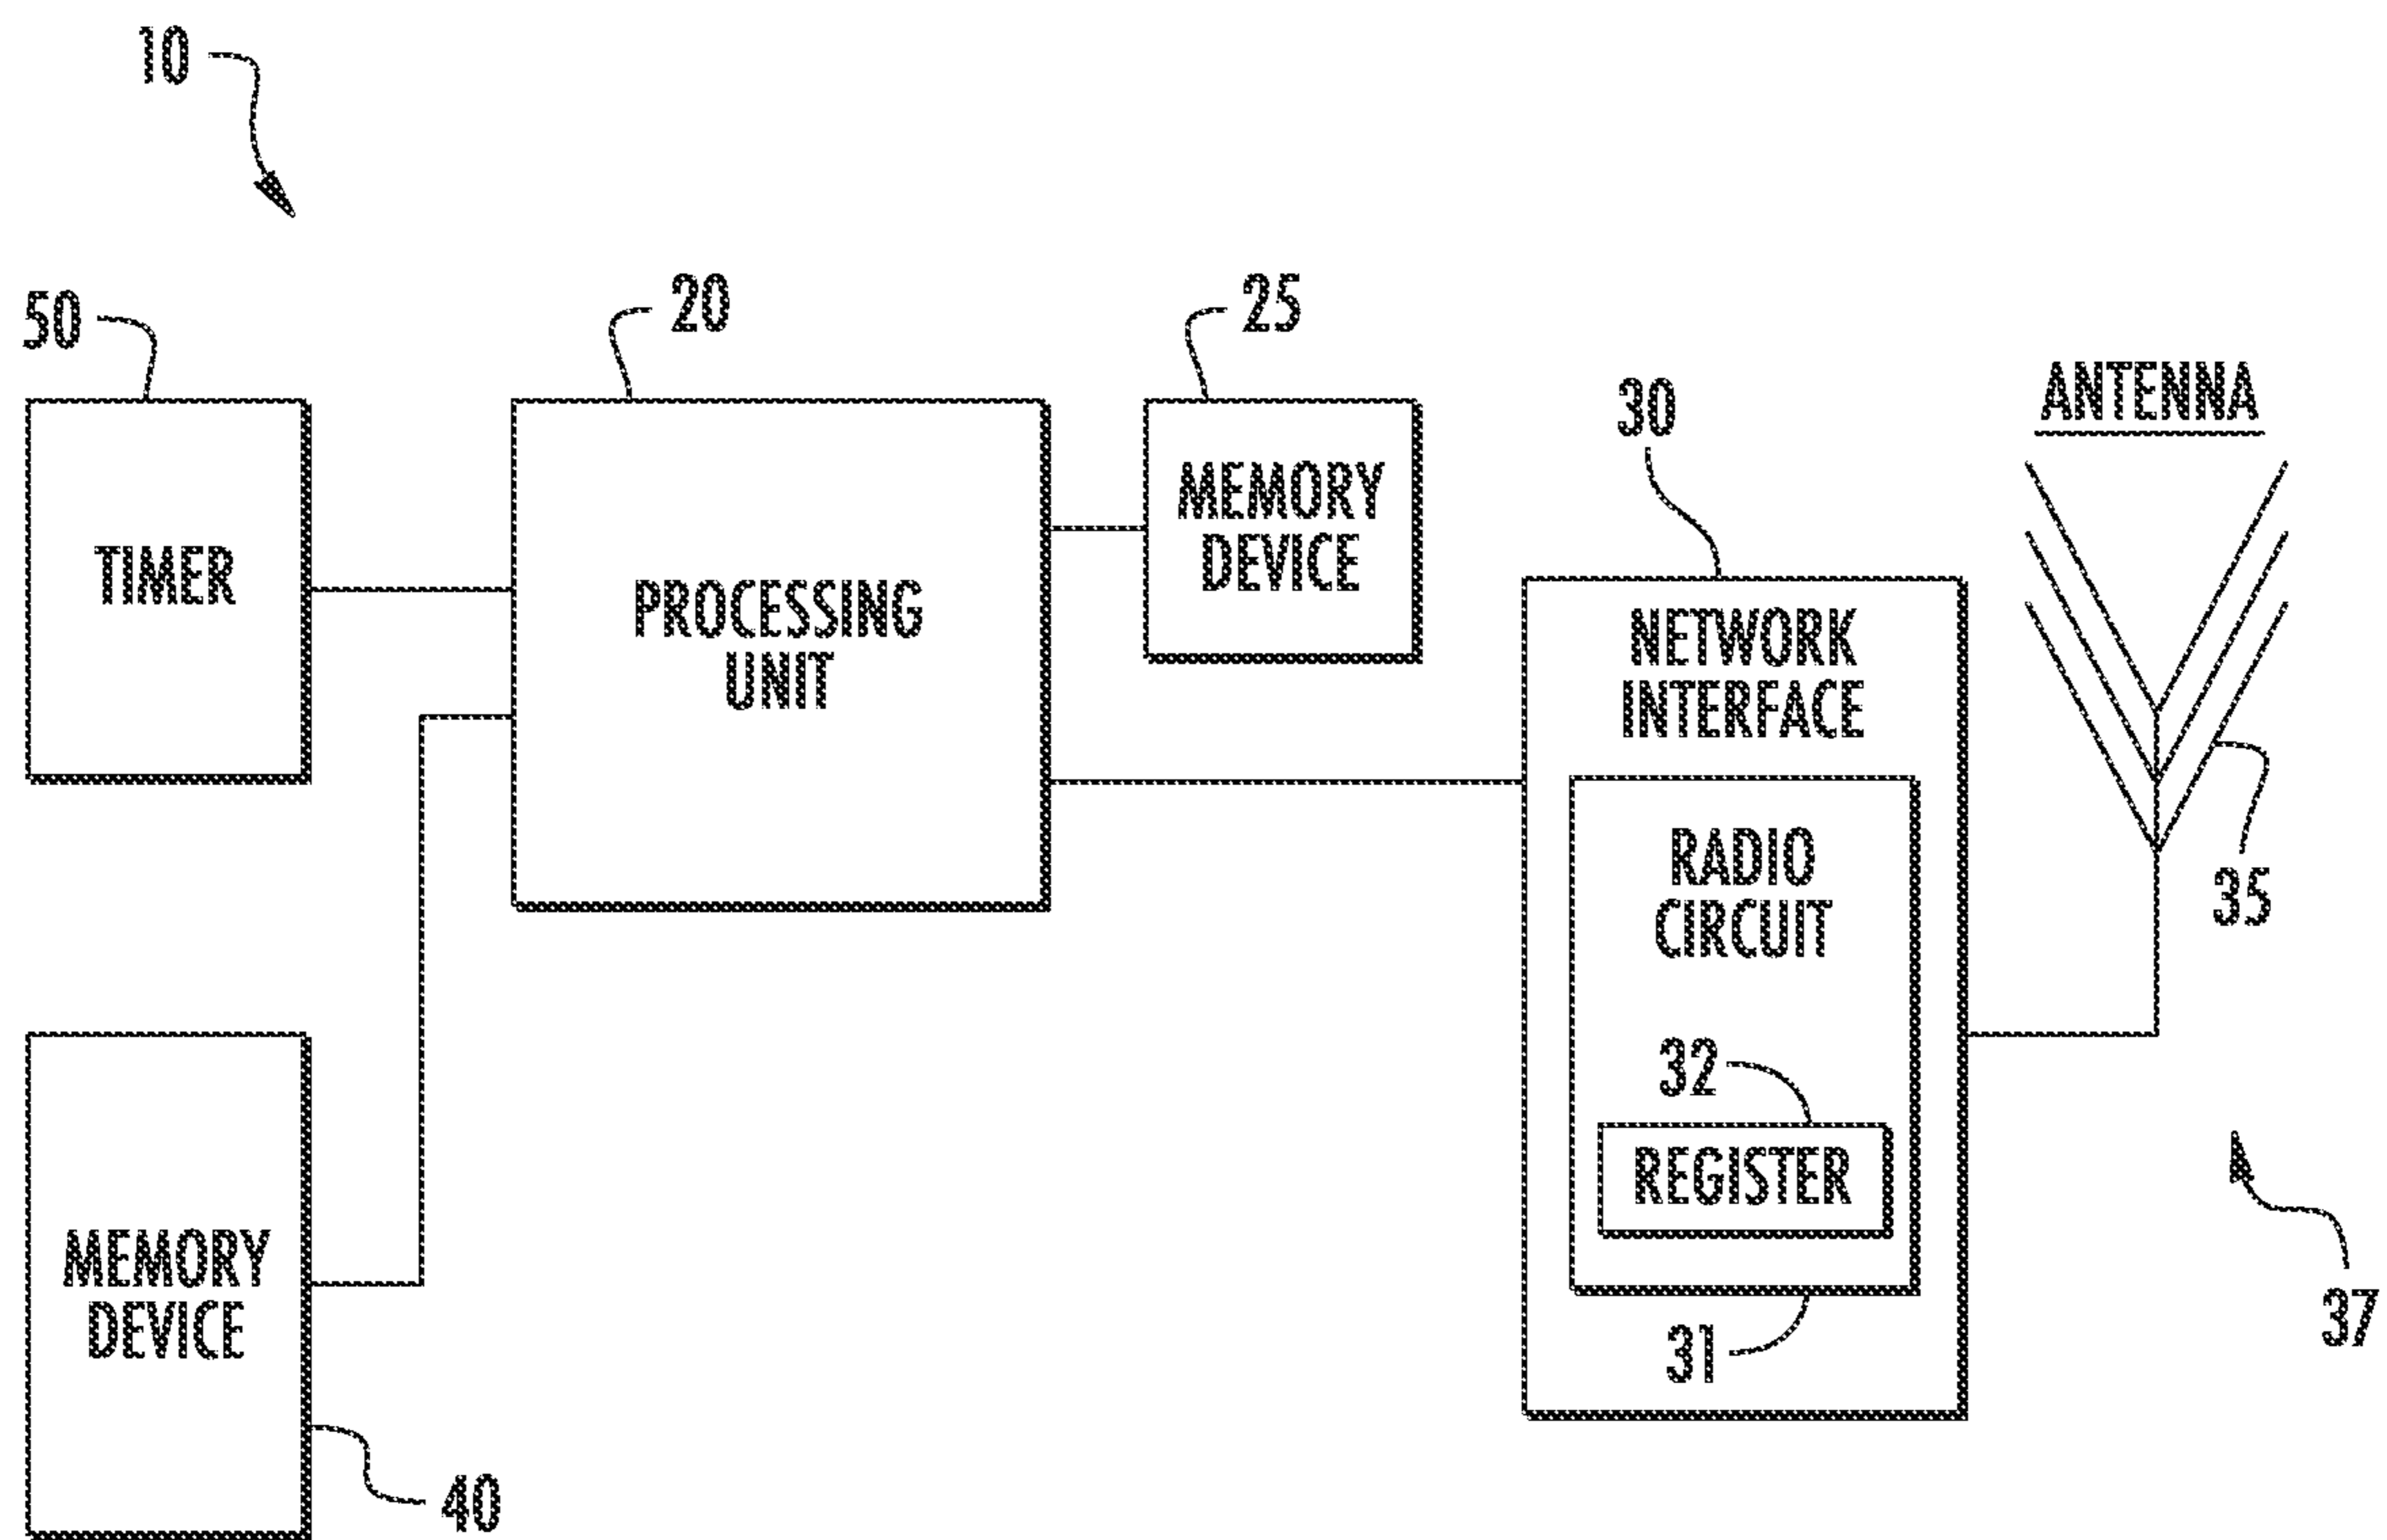 10
50
20
25
30
ANTENNA
TIMER
PROCESSING
UNIT
MEMORY
DEVICE
NETWORK
INTERFACE
RADIO
CIRCUIT
35
32
REGISTER
31
37
MEMORY
DEVICE
40